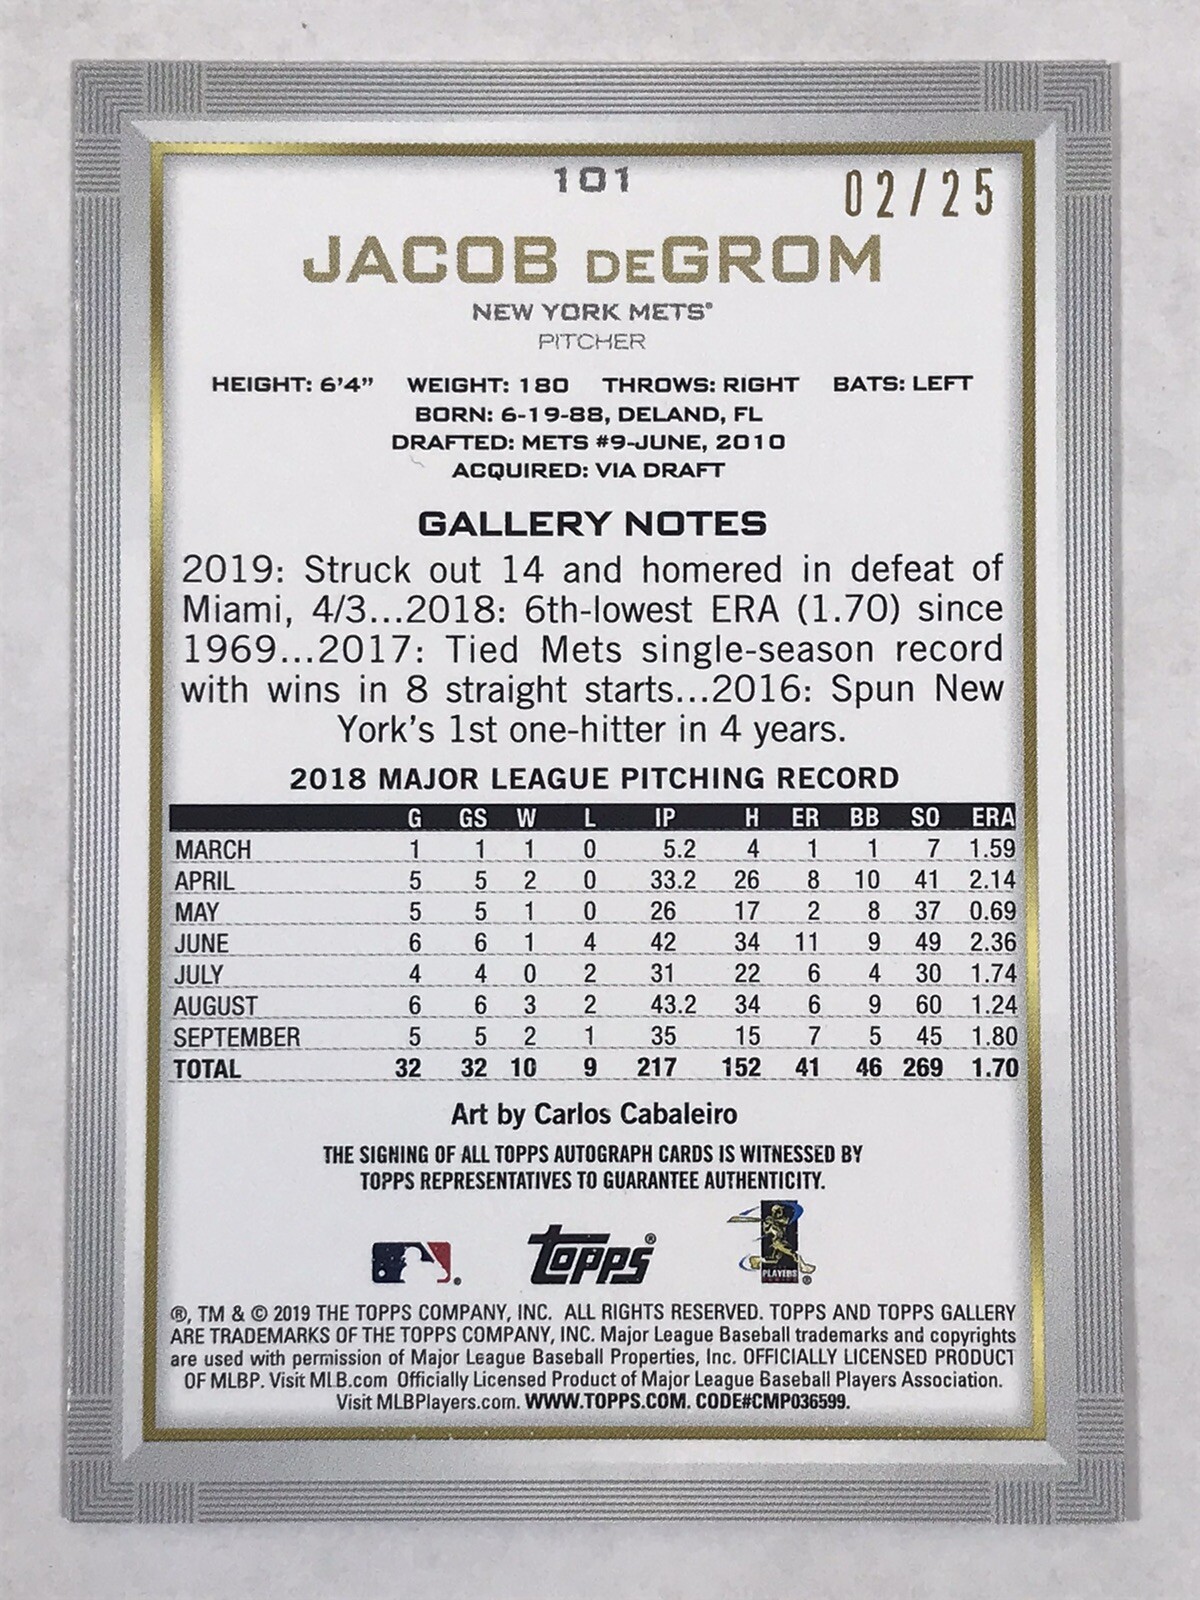 101
02/25
JACOB DEGROM
NEW YORK METS®
PITCHER
HEIGHT: 6'4" WEIGHT: 180 THROWS: RIGHT BATS: LEFT
BORN: 6-19-88, DELAND, FL
DRAFTED: METS #9-JUNE, 2010
ACQUIRED: VIA DRAFT
GALLERY NOTES
2019: Struck out 14 and homered in defeat of
Miami, 4/3...2018: 6th-lowest ERA (1.70) since
1969...2017: Tied Mets single-season record
with wins in 8 straight starts...2016: Spun New
York's 1st one-hitter in 4 years.
2018 MAJOR LEAGUE PITCHING RECORD
G GS W L IP H ER BB SO ERA
MARCH 1 1 1 0 5.2 4 1 1 7 1.59
APRIL 5 5 2 0 33.2 26 8 10 41 2.14
MAY 5 5 1 0 26 17 2 8 37 0.69
JUNE 6 6 1 4 42 34 11 9 49 2.36
JULY 4 4 0 2 31 22 6 4 30 1.74
AUGUST 6 6 3 2 43.2 34 6 9 60 1.24
SEPTEMBER 5 5 2 1 35 15 7 5 45 1.80
TOTAL 32 32 10 9 217 152 41 46 269 1.70
Art by Carlos Cabaleiro
THE SIGNING OF ALL TOPPS AUTOGRAPH CARDS IS WITNESSED BY
TOPPS REPRESENTATIVES TO GUARANTEE AUTHENTICITY.
topps®
PLAYERS
®, TM & © 2019 THE TOPPS COMPANY, INC. ALL RIGHTS RESERVED. TOPPS AND TOPPS GALLERY
ARE TRADEMARKS OF THE TOPPS COMPANY, INC. Major League Baseball trademarks and copyrights
are used with permission of Major League Baseball Properties, Inc. OFFICIALLY LICENSED PRODUCT
OF MLBP. Visit MLB.com Officially Licensed Product of Major League Baseball Players Association.
Visit MLBPlayers.com. WWW.TOPPS.COM. CODE#CMP036599.